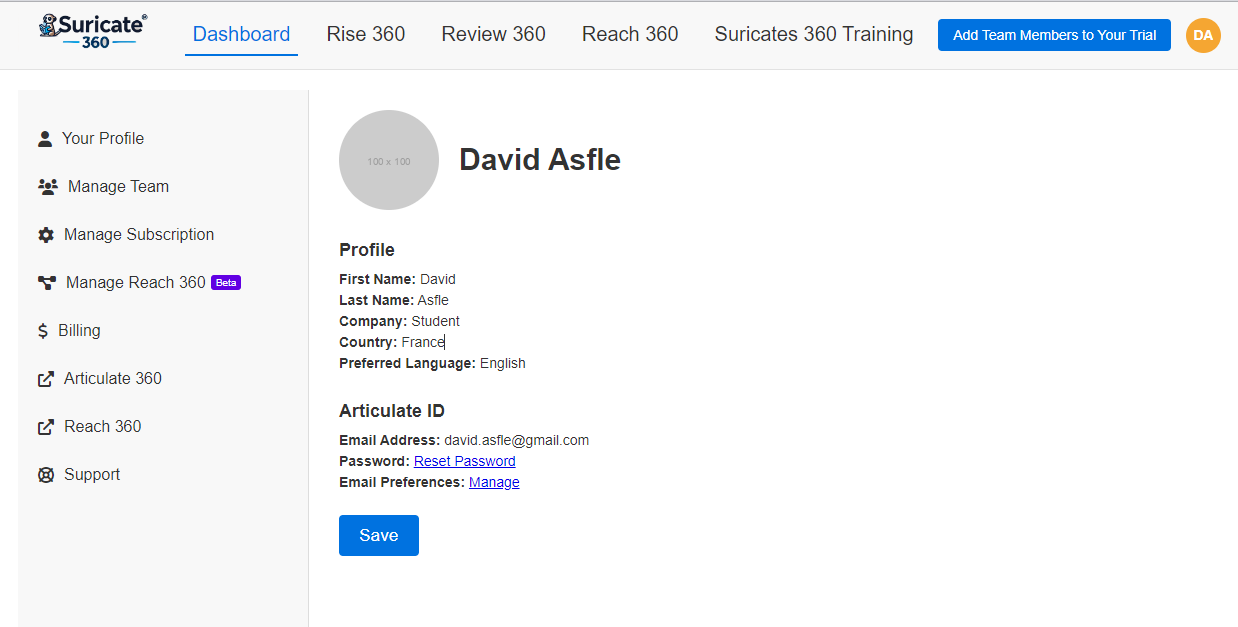 Suricate®
360
Dashboard Rise 360 Review 360 Reach 360 Suricates 360 Training Add Team Members to Your Trial DA
Your Profile
Manage Team
Manage Subscription
Manage Reach 360 Beta
Billing
Articulate 360
Reach 360
Support
100 x 100
David Asfle
Profile
First Name: David
Last Name: Asfle
Company: Student
Country: France
Preferred Language: English
Articulate ID
Email Address: david.asfle@gmail.com
Password: Reset Password
Email Preferences: Manage
Save